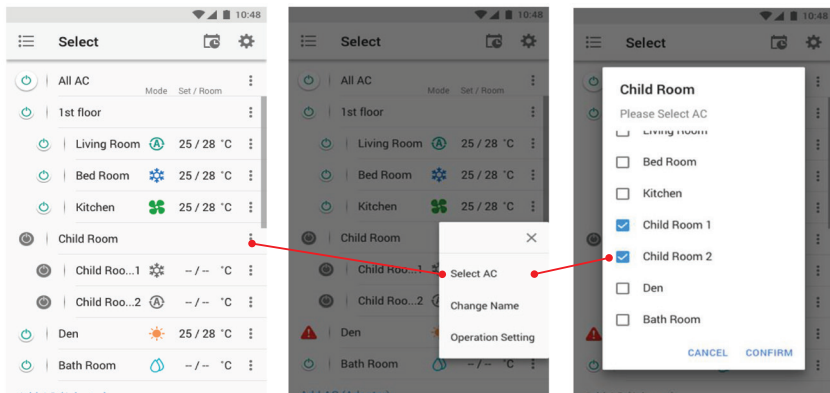 10:48
Select
All AC
Mode Set / Room
1st floor
Living Room A 25 / 28 °C
Bed Room 25 / 28 °C
Kitchen 25 / 28 °C
Child Room
Child Roo...1 -- / -- °C
Child Roo...2 A -- / -- °C
Den 25 / 28 °C
Bath Room -- / -- °C
10:48
Select
All AC
Mode Set / Room
1st floor
Living Room A 25 / 28 °C
Bed Room 25 / 28 °C
Kitchen 25 / 28 °C
Child Room
Child Roo...1
Select AC
Child Roo...2
Change Name
Den
Operation Setting
Bath Room -- / -- °C
10:48
Select
Child Room
Please Select AC
Living Room
Bed Room
Kitchen
Child Room 1
Child Room 2
Den
Bath Room
CANCEL CONFIRM